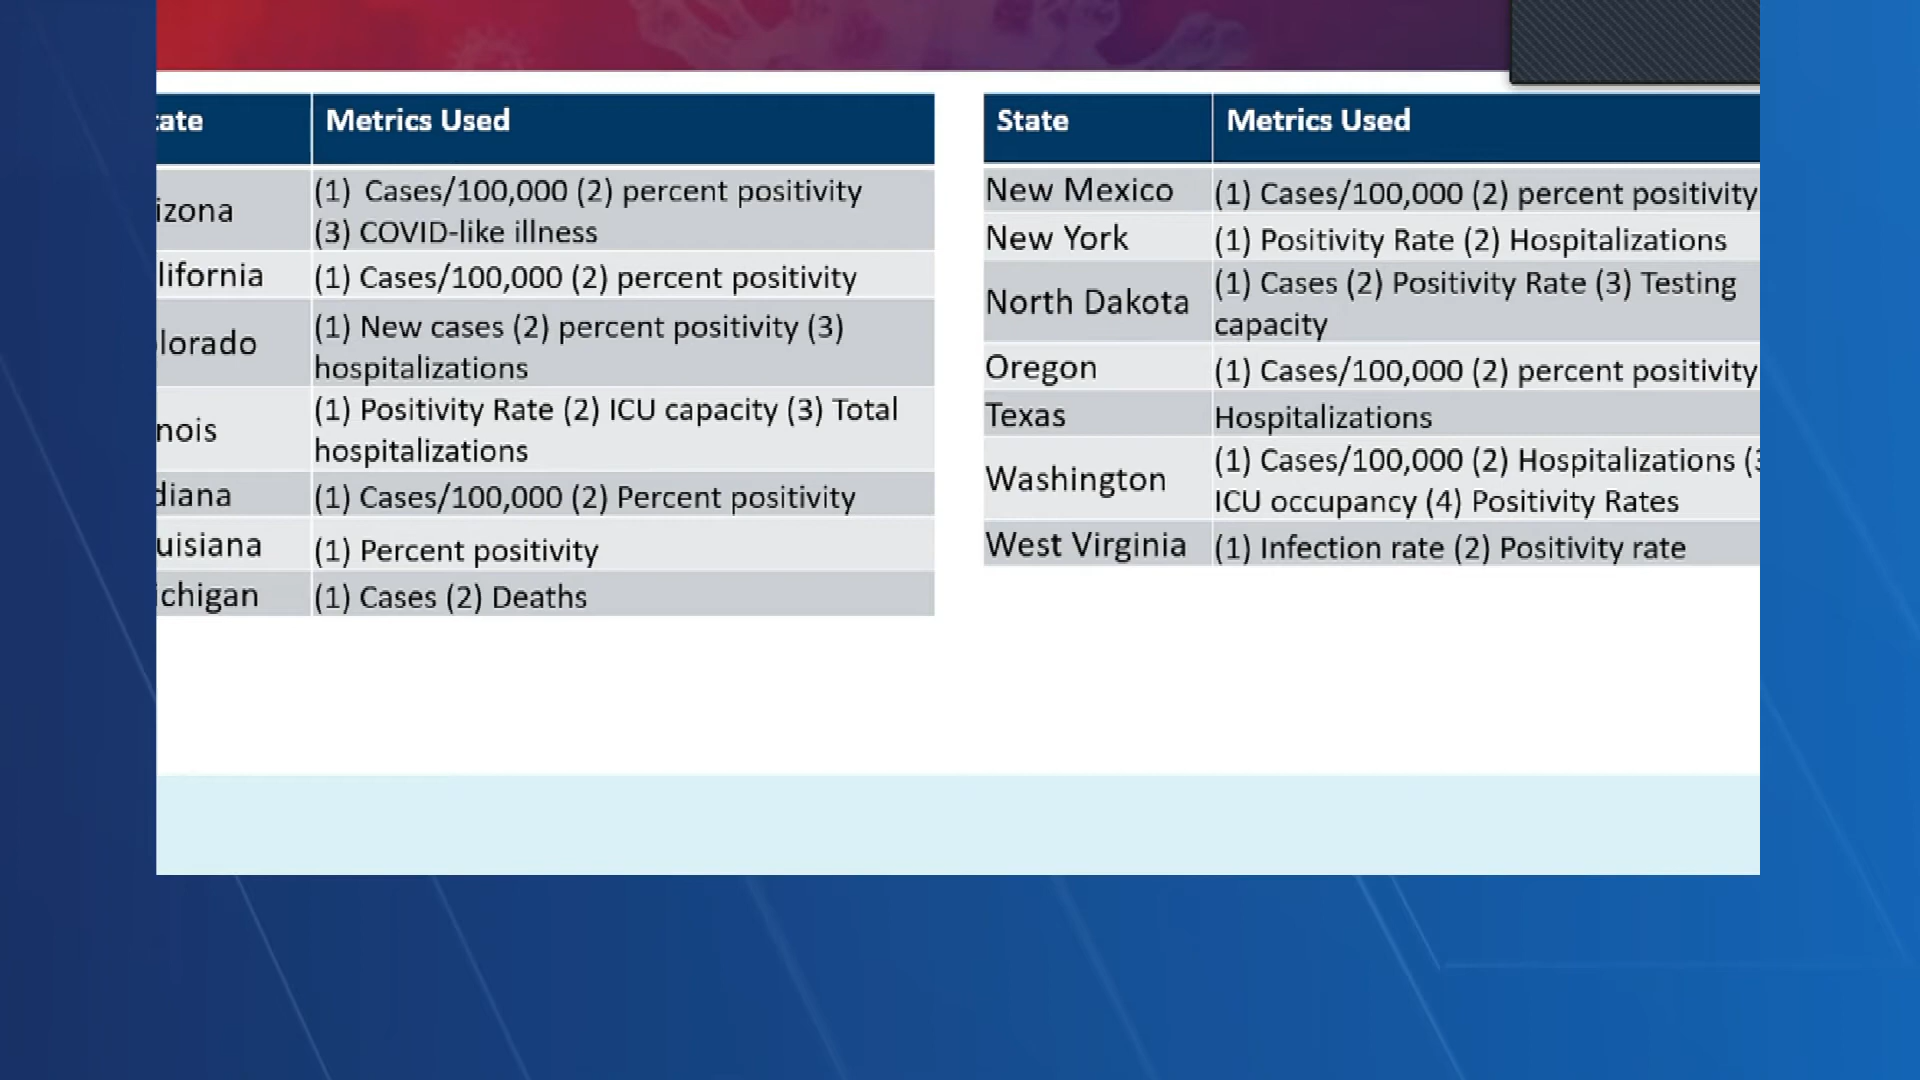 tate Metrics Used
izona (1) Cases/100,000 (2) percent positivity
(3) COVID-like illness
lifornia (1) Cases/100,000 (2) percent positivity
lorado (1) New cases (2) percent positivity (3)
hospitalizations
nois (1) Positivity Rate (2) ICU capacity (3) Total
hospitalizations
diana (1) Cases/100,000 (2) Percent positivity
uisiana (1) Percent positivity
ichigan (1) Cases (2) Deaths
State Metrics Used
New Mexico (1) Cases/100,000 (2) percent positivity
New York (1) Positivity Rate (2) Hospitalizations
North Dakota (1) Cases (2) Positivity Rate (3) Testing
capacity
Oregon (1) Cases/100,000 (2) percent positivity
Texas Hospitalizations
Washington (1) Cases/100,000 (2) Hospitalizations (3
ICU occupancy (4) Positivity Rates
West Virginia (1) Infection rate (2) Positivity rate